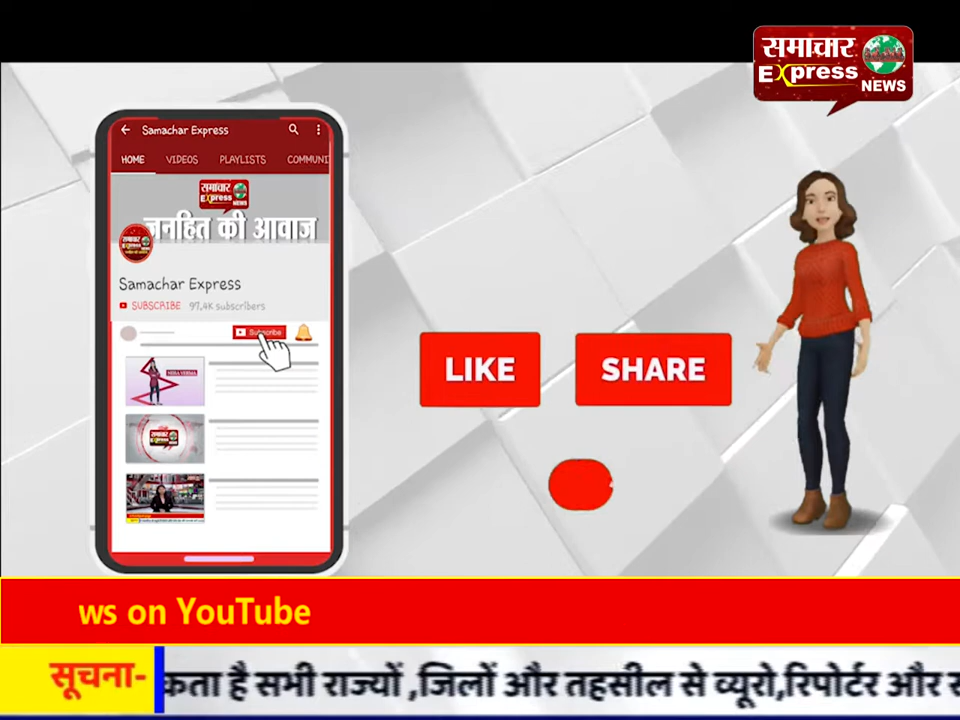 समाचार
Express
NEWS
Samachar Express
HOME VIDEOS PLAYLISTS COMMUNI
समाचार
Express
NEWS
जनहित की आवाज
Samachar Express
SUBSCRIBE 97.4K subscribers
Subscribe
LIKE SHARE
ws on YouTube
सूचना- कता है सभी राज्यों ,जिलों और तहसील से व्यूरो,रिपोर्टर और